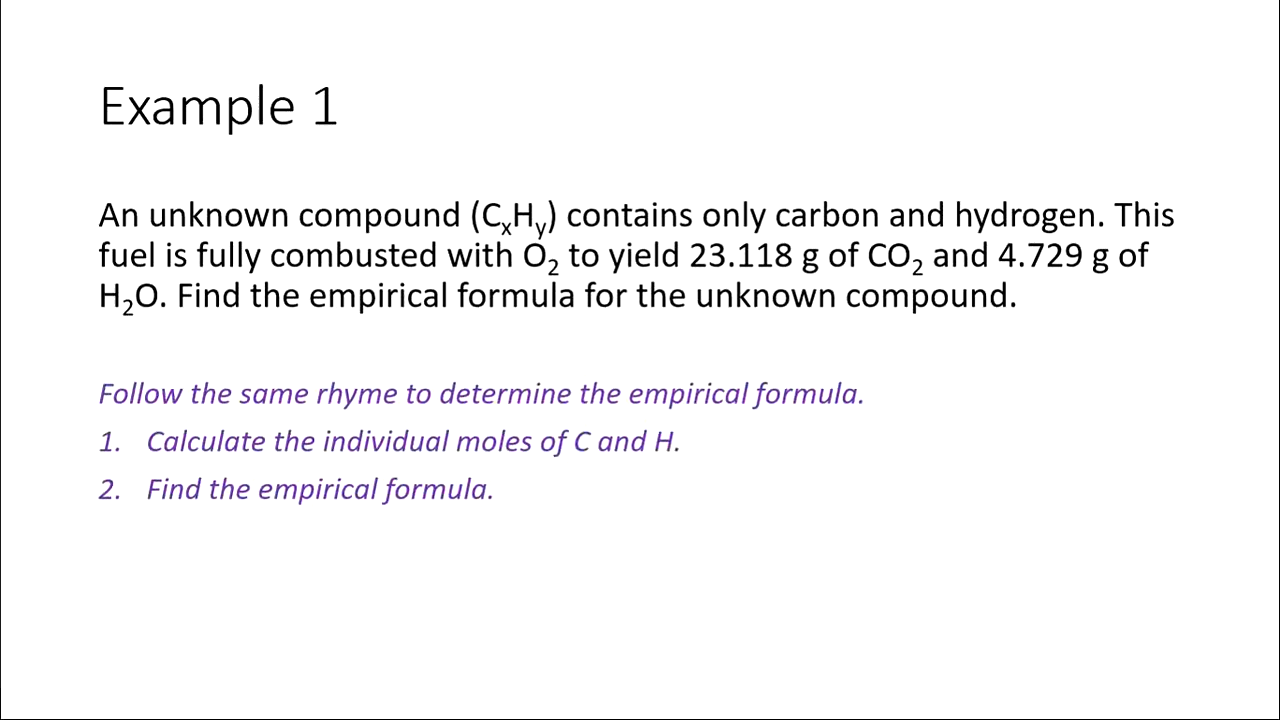 Example 1
An unknown compound (CₓHᵧ) contains only carbon and hydrogen. This
fuel is fully combusted with O₂ to yield 23.118 g of CO₂ and 4.729 g of
H₂O. Find the empirical formula for the unknown compound.
Follow the same rhyme to determine the empirical formula.
1. Calculate the individual moles of C and H.
2. Find the empirical formula.